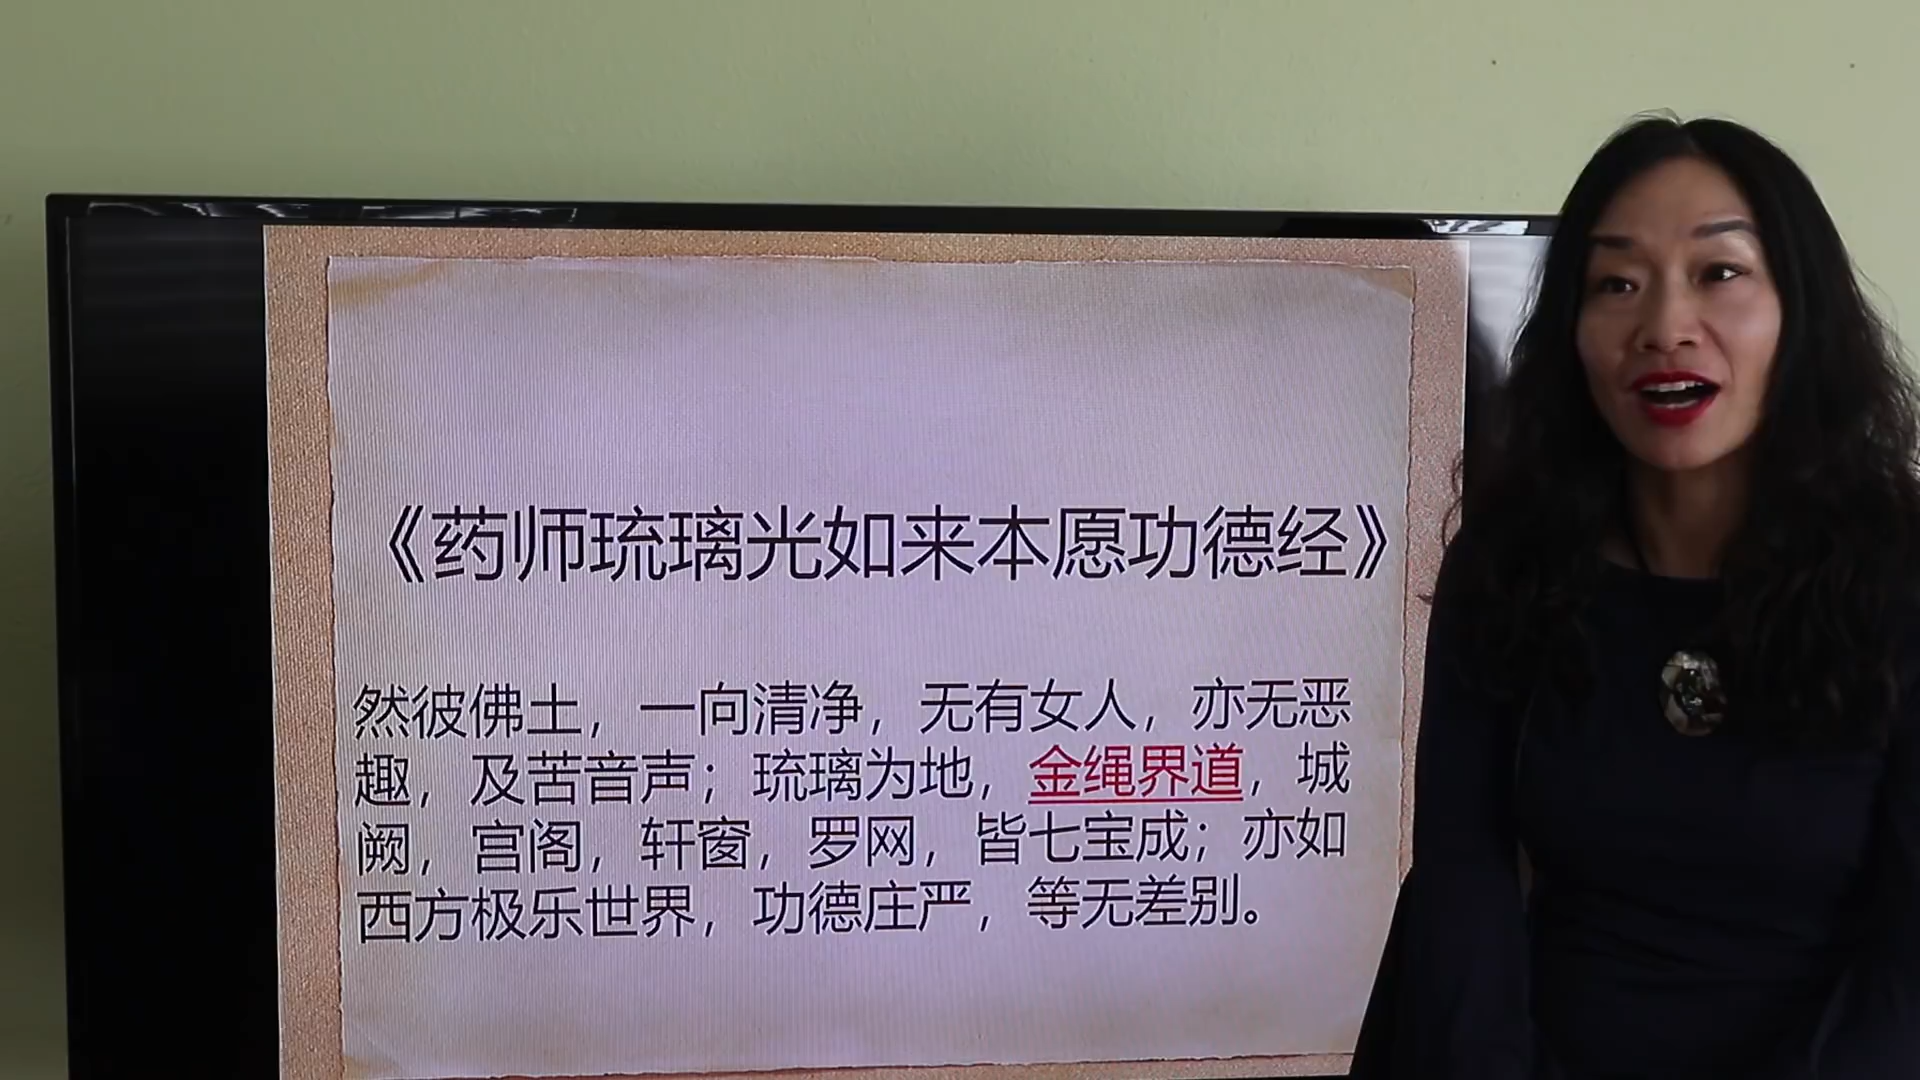 《药师琉璃光如来本愿功德经》
然彼佛土，一向清净，无有女人，亦无恶
趣，及苦音声；琉璃为地，金绳界道，城
阙，宫阁，轩窗，罗网，皆七宝成；亦如
西方极乐世界，功德庄严，等无差别。